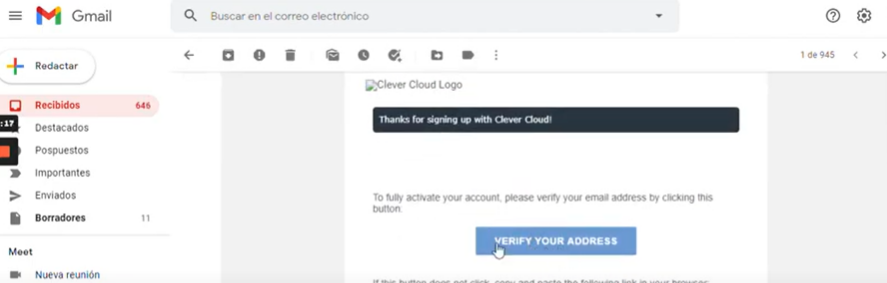 Gmail
Buscar en el correo electrónico
Redactar
1 de 945
Recibidos 646
:17
Destacados
Pospuestos
Importantes
Enviados
Borradores 11
Meet
Nueva reunión
Clever Cloud Logo
Thanks for signing up with Clever Cloud!
To fully activate your account, please verify your email address by clicking this
button:
VERIFY YOUR ADDRESS
If this button does not click, copy and paste the following link in your browser